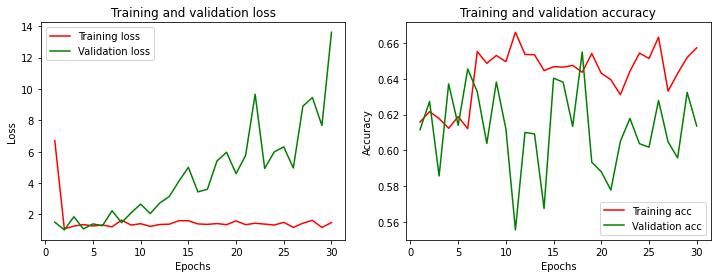 Training and validation loss
14
12
10
8
6
4
2
Loss
Training loss
Validation loss
0 5 10 15 20 25 30
Epochs
Training and validation accuracy
0.66
0.64
0.62
0.60
0.58
0.56
Accuracy
Training acc
Validation acc
0 5 10 15 20 25 30
Epochs